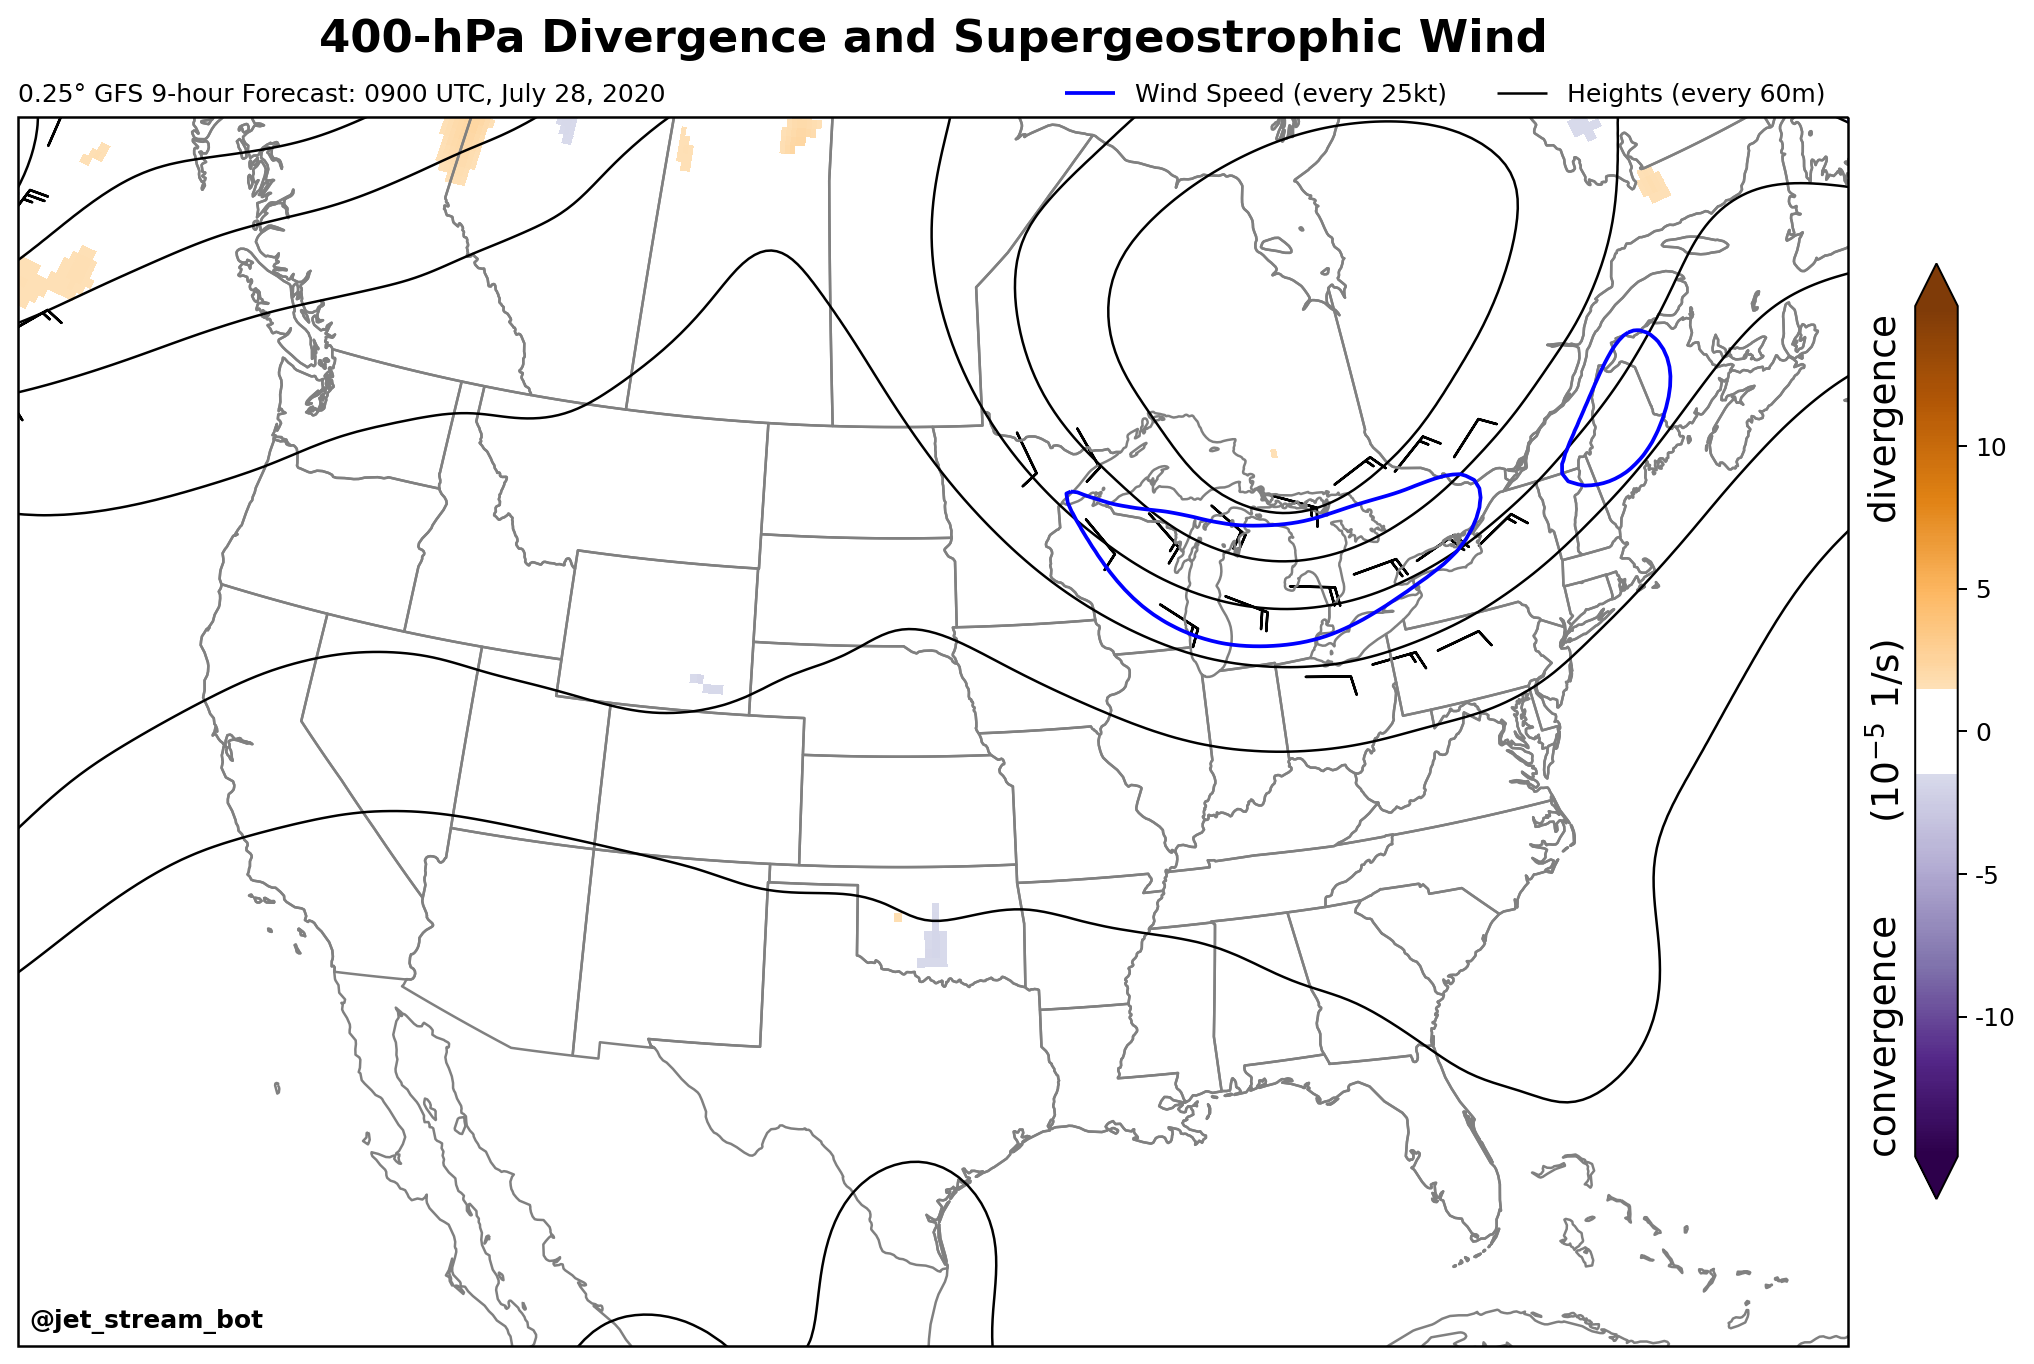 400-hPa Divergence and Supergeostrophic Wind
0.25° GFS 9-hour Forecast: 0900 UTC, July 28, 2020
Wind Speed (every 25kt)
Heights (every 60m)
divergence
(10⁻⁵ 1/s)
convergence
10
5
0
-5
-10
@jet_stream_bot